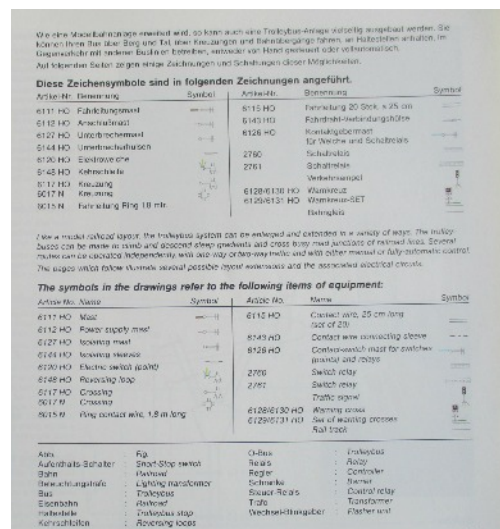 Wie eine Modellbahnanlage erweitert wird, so kann auch eine Trolleybus-Anlage vielseitig ausgebaut werden. Sie
können Ihren Bus über Berg und Tal, über Kreuzungen und Bahnübergänge fahren, an Haltestellen anhalten, im
Gegenverkehr mit anderen Buslinien betreiben, entweder von Hand gesteuert oder vollautomatisch.
Auf folgenden Seiten zeigen einige Zeichnungen und Schaltungen dieser Möglichkeiten.
Diese Zeichensymbole sind in folgenden Zeichnungen angeführt.
Artikel-Nr. Benennung Symbol
6111 HO Fahrleitungsmast
6112 HO Anschlußmast
6127 HO Unterbrechermast
6144 HO Unterbrecherhülsen
6120 HO Elektroweiche
6148 HO Kehrschleife
6117 HO Kreuzung
6017 N Kreuzung
6015 N Fahrleitung Ring 1,8 mtr.
Artikel-Nr. Benennung Symbol
6115 HO Fahrleitung 20 Stck. x 25 cm
6143 HO Fahrdraht-Verbindungshülse
6126 HO Kontaktgebermast
für Weiche und Schaltrelais
2760 Schaltrelais
2761 Schaltrelais
Verkehrsampel
6128/6130 HO Warnkreuz
6129/6131 HO Warnkreuz-SET
Bahngleis
Like a model railroad layout, the trolleybus system can be enlarged and extended in a variety of ways. The trolley
buses can be made to climb and descend steep gradients and cross busy road junctions of railroad lines. Several
routes can be operated independently, with one-way or two-way traffic and with either manual or fully-automatic control.
The pages which follow illustrate several possible layout extensions and the associated electrical circuits.
The symbols in the drawings refer to the following items of equipment:
Article No. Name Symbol
6111 HO Mast
6112 HO Power supply mast
6127 HO Isolating mast
6144 HO Isolating sleeves
6120 HO Electric switch (point)
6148 HO Reversing loop
6117 HO Crossing
6017 N Crossing
6015 N Ring contact wire, 1,8 m long
Article No. Name Symbol
6115 HO Contact wire, 25 cm long
(set of 20)
6143 HO Contact wire connecting sleeve
6126 HO Contact-switch mast for switches
(points) and relays
2760 Switch relay
2761 Switch relay
Traffic signal
6128/6130 HO Warning cross
6129/6131 HO Set of warning crosses
Rail track
Abb. : Fig.
Aufenthalts-Schalter : Short-Stop switch
Bahn : Railroad
Beleuchtungstrafo : Lighting transformer
Bus : Trolleybus
Eisenbahn : Railroad
Haltestelle : Trolleybus stop
Kehrschleifen : Reversing loops
O-Bus : Trolleybus
Relais : Relay
Regler : Controller
Schranke : Barrier
Steuer-Relais : Control relay
Trafo : Transformer
Wechsel-Blinkgeber : Flasher unit